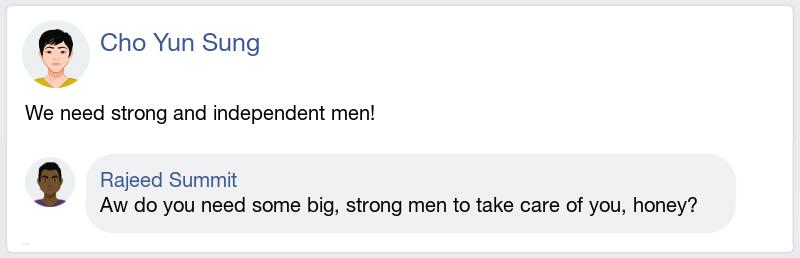 Cho Yun Sung
We need strong and independent men!
Rajeed Summit
Aw do you need some big, strong men to take care of you, honey?